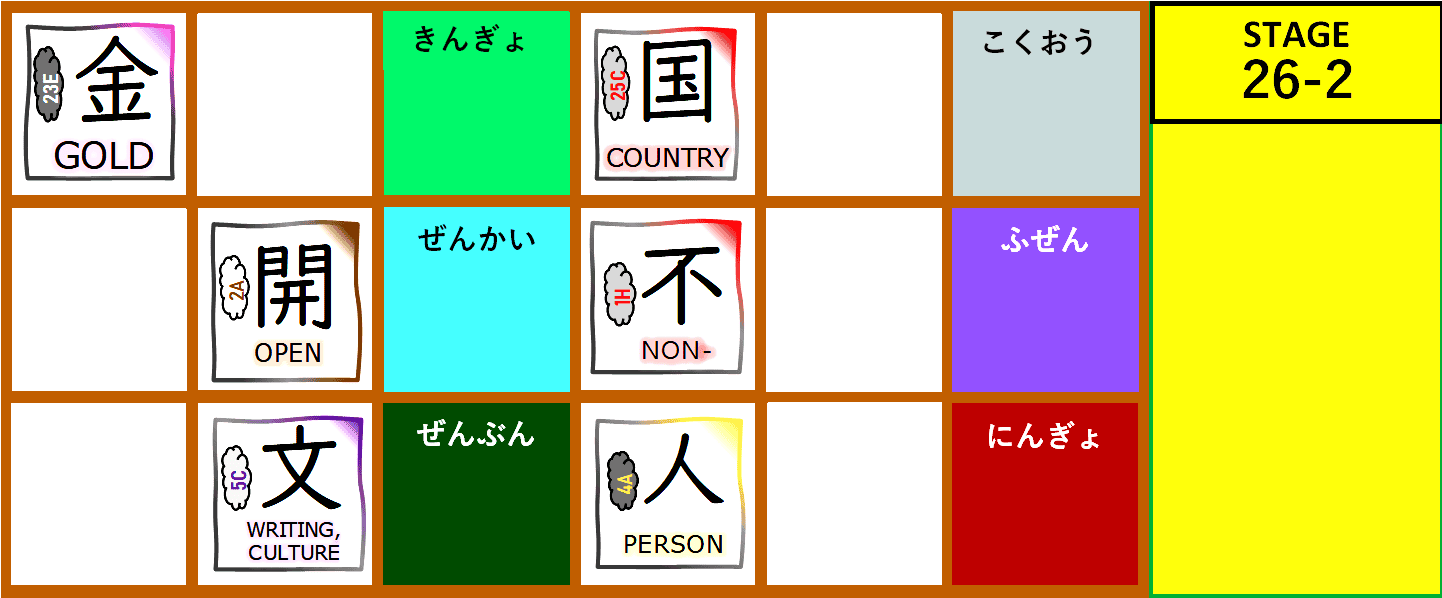 23E
金
GOLD
きんぎょ
25C
国
COUNTRY
こくおう
STAGE
26-2
2A
開
OPEN
ぜんかい
1H
不
NON-
ふぜん
5C
文
WRITING,
CULTURE
ぜんぶん
4A
人
PERSON
にんぎょ